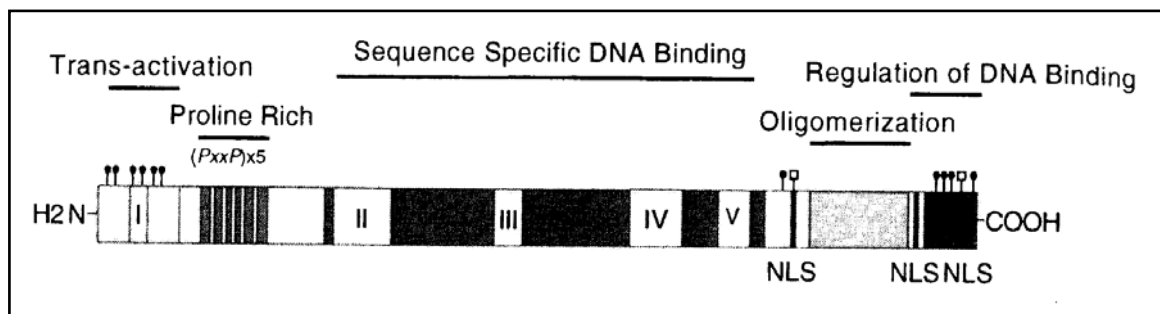 Sequence Specific DNA Binding
Trans-activation
Regulation of DNA Binding
Proline Rich
Oligomerization
(PxxP)x5
H2 N
I
II
III
IV
V
COOH
NLS
NLS
NLS